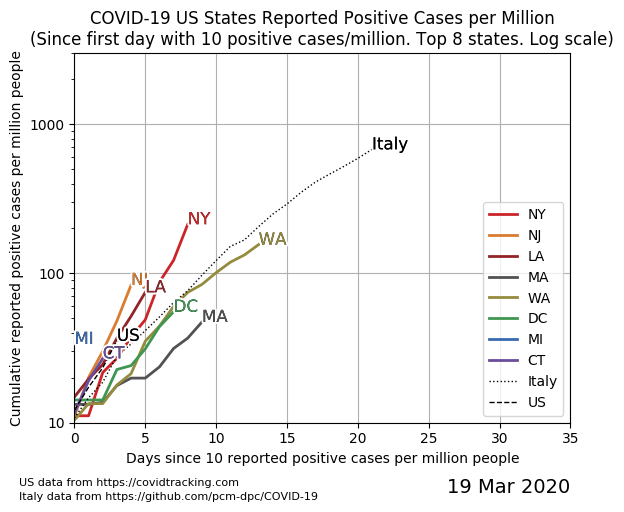 COVID-19 US States Reported Positive Cases per Million
(Since first day with 10 positive cases/million. Top 8 states. Log scale)
Cumulative reported positive cases per million people
1000
100
10
Italy
NY
WA
NJ
LA
DC
MA
US
MI
CT
NY
NJ
LA
MA
WA
DC
MI
CT
Italy
US
0 5 10 15 20 25 30 35
Days since 10 reported positive cases per million people
US data from https://covidtracking.com
Italy data from https://github.com/pcm-dpc/COVID-19
19 Mar 2020